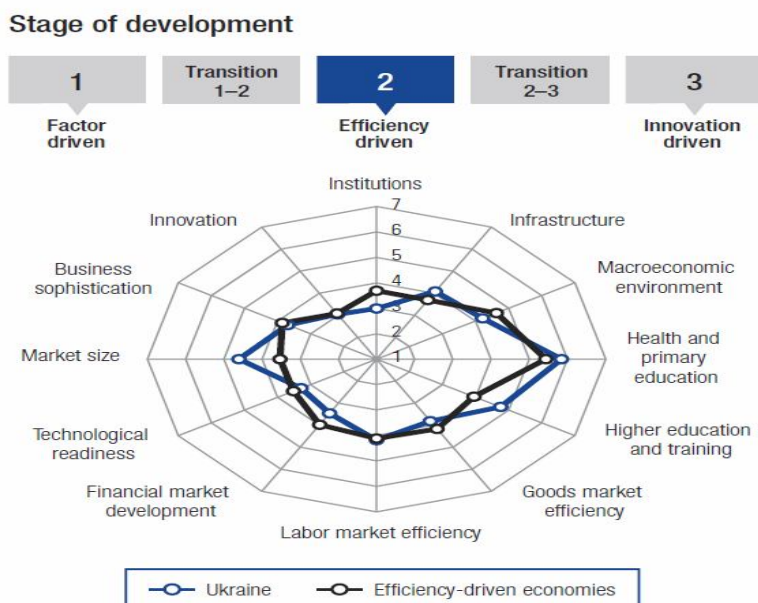 Stage of development
1
Transition
1–2
2
Transition
2–3
3
Factor
driven
Efficiency
driven
Innovation
driven
Institutions
Innovation
Infrastructure
Business
sophistication
Macroeconomic
environment
Market size
Health and
primary
education
Technological
readiness
Higher education
and training
Financial market
development
Goods market
efficiency
Labor market efficiency
7
6
5
4
3
2
1
Ukraine
Efficiency-driven economies